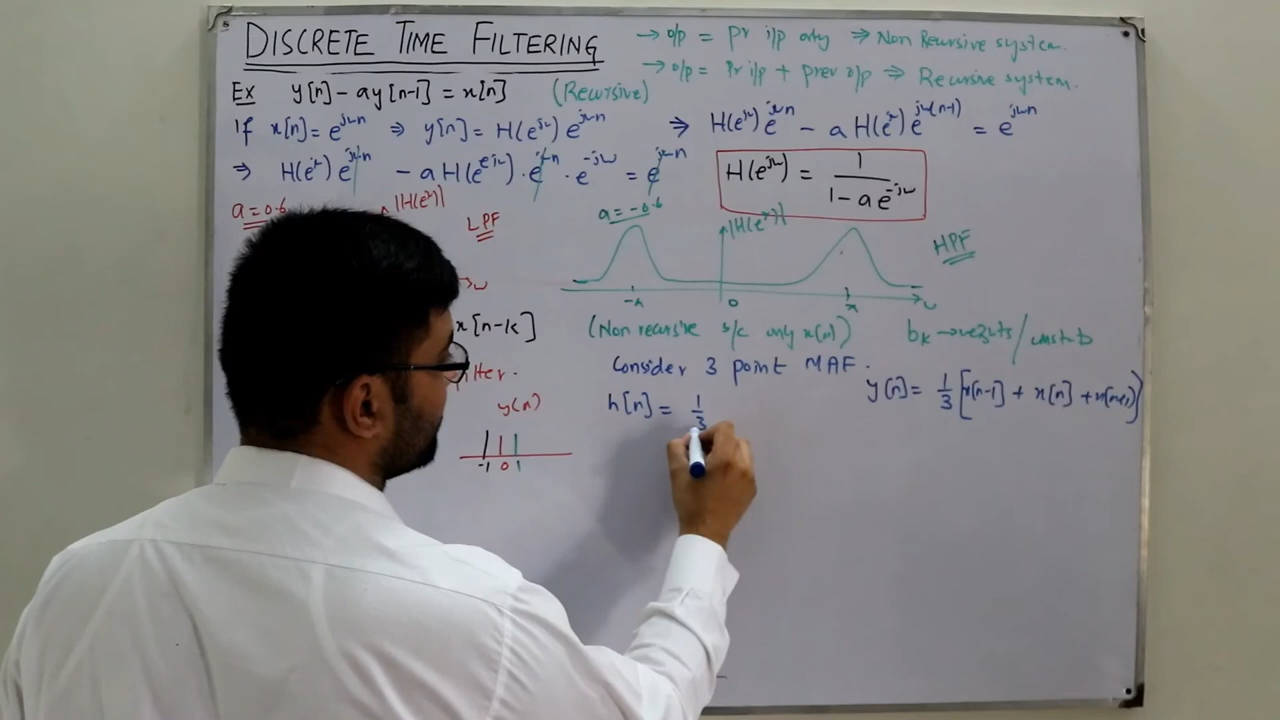 DISCRETE TIME FILTERING
→ o/p = pr i/p only ⇒ Non Recursive system.
→ o/p = Pr i/p + prev o/p ⇒ Recursive system.
Ex y[n] - ay[n-1] = x[n] (Recursive)
If x[n] = e^{jωn} ⇒ y[n] = H(e^{jω}) e^{jωn} ⇒ H(e^{jω}) e^{jωn} - a H(e^{jω}) e^{jω(n-1)} = e^{jωn}
⇒ H(e^{jω}) e^{jωn} - a H(e^{jω}) · e^{jωn} · e^{-jω} = e^{jωn}
H(e^{jω}) = 1 / (1 - a e^{-jω})
a = 0.6 |H(e^{jω})| LPF
→ω
a = -0.6 |H(e^{jω})| HPF
-π 0 π ω
x[n-k] (Non recursive b/c only x(n)) b_k → weights / constants
filter.
Consider 3 point MAF.
y(n)
y(n) = 1/3 [x[n-1] + x[n] + x[n+1]]
h[n] = 1/3
-1 0 1